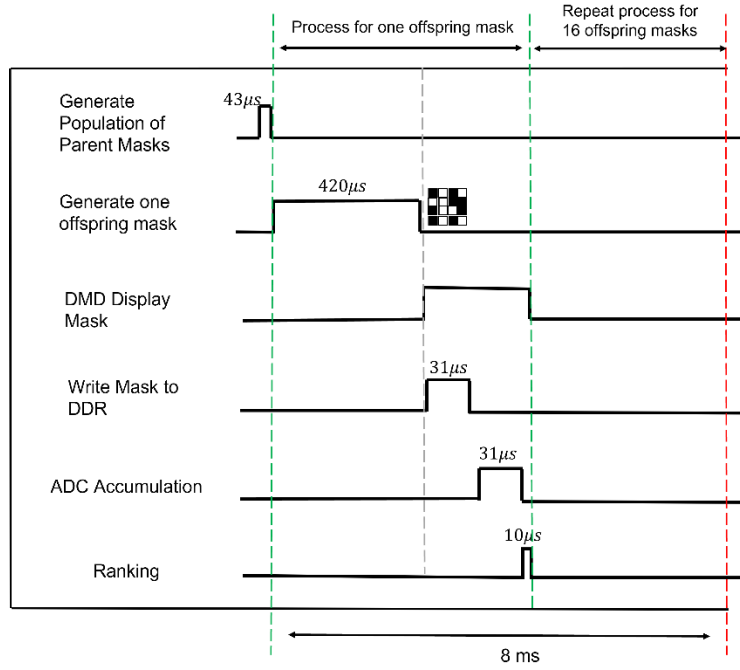 Process for one offspring mask
Repeat process for
16 offspring masks
Generate
Population of
Parent Masks
43μs
Generate one
offspring mask
420μs
DMD Display
Mask
Write Mask to
DDR
31μs
ADC Accumulation
31μs
Ranking
10μs
8 ms